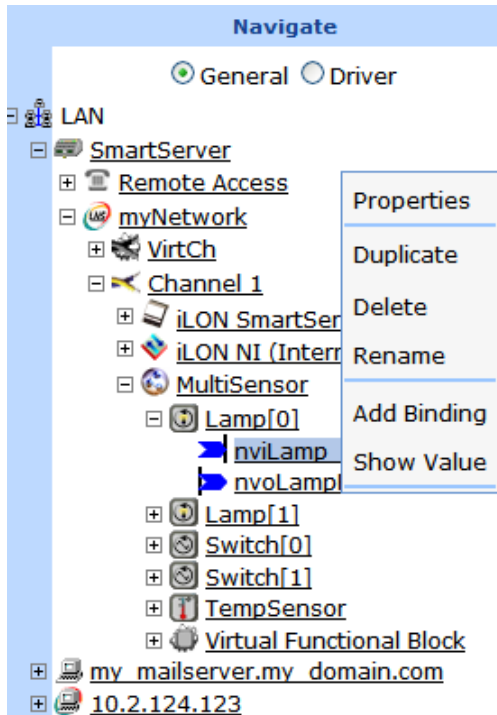 Navigate
General Driver
LAN
SmartServer
Remote Access
myNetwork
VirtCh
Channel 1
iLON SmartSer
iLON NI (Interr
MultiSensor
Lamp[0]
nviLamp
nvoLamp
Lamp[1]
Switch[0]
Switch[1]
TempSensor
Virtual Functional Block
my_mailserver.my_domain.com
10.2.124.123
Properties
Duplicate
Delete
Rename
Add Binding
Show Value